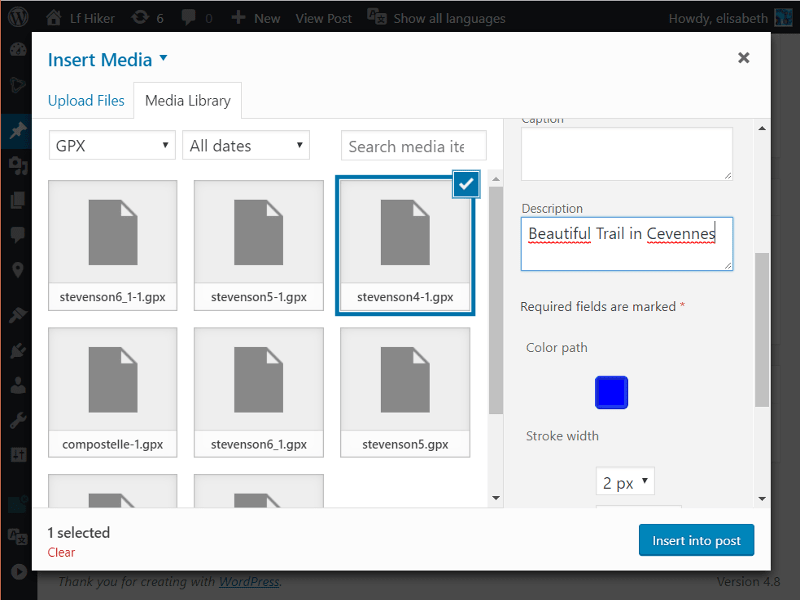 Lf Hiker 6 0 New View Post Show all languages Howdy, elisabeth
Insert Media
Upload Files Media Library
GPX All dates Search media ite
stevenson6_1-1.gpx stevenson5-1.gpx stevenson4-1.gpx
compostelle-1.gpx stevenson6_1.gpx stevenson5.gpx
Caption
Description
Beautiful Trail in Cevennes
Required fields are marked *
Color path
Stroke width
2 px
1 selected
Clear
Insert into post
Thank you for creating with WordPress. Version 4.8